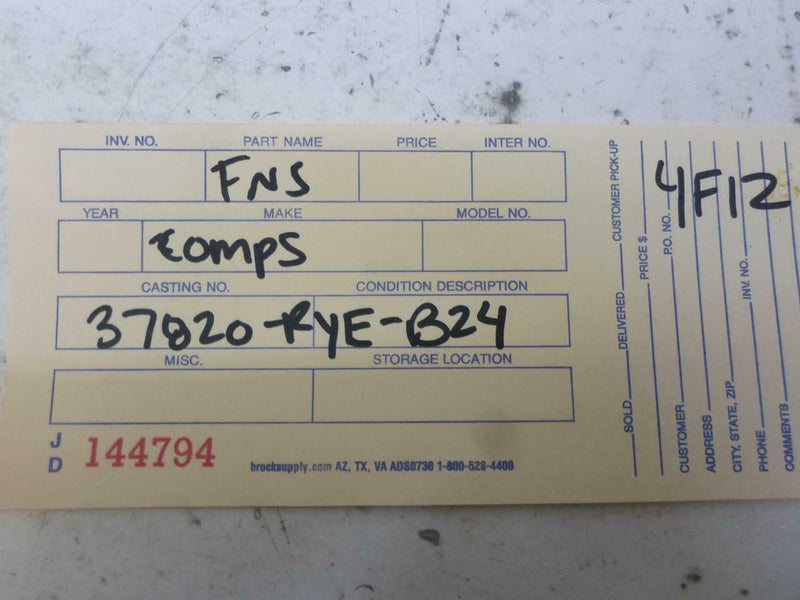 INV. NO. PART NAME PRICE INTER NO.
FNS
YEAR MAKE MODEL NO.
comps
CASTING NO. CONDITION DESCRIPTION
37820-RYE-B24
MISC. STORAGE LOCATION
J D 144794
brocksupply.com AZ, TX, VA ADS0730 1-800-528-4400
SOLD DELIVERED CUSTOMER PICK-UP
PRICE $
CUSTOMER P.O. NO.
ADDRESS
CITY, STATE, ZIP
PHONE INV. NO.
COMMENTS
4F12